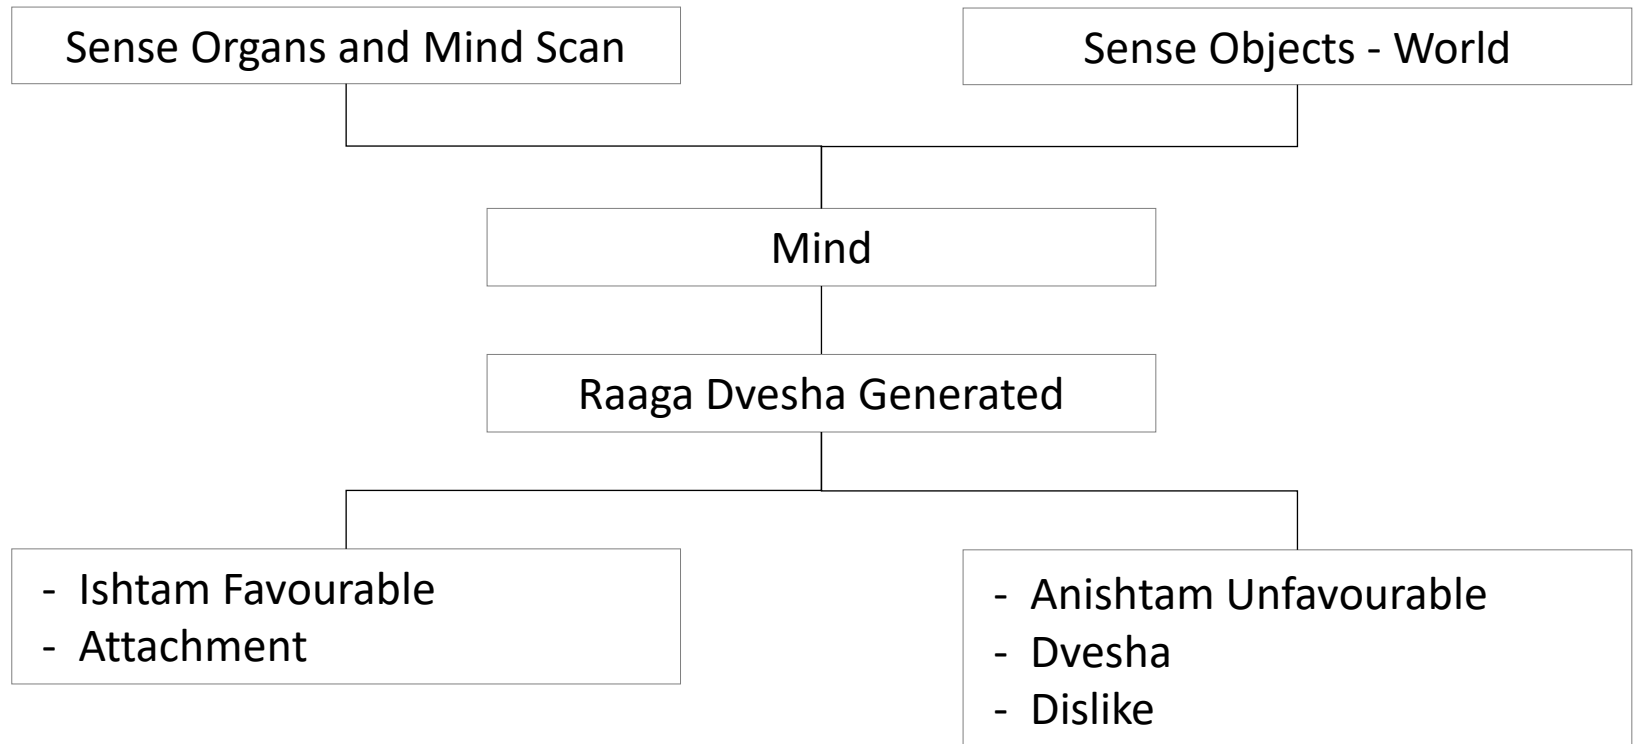 Sense Organs and Mind Scan
Sense Objects - World
Mind
Raaga Dvesha Generated
- Ishtam Favourable
- Attachment
- Anishtam Unfavourable
- Dvesha
- Dislike